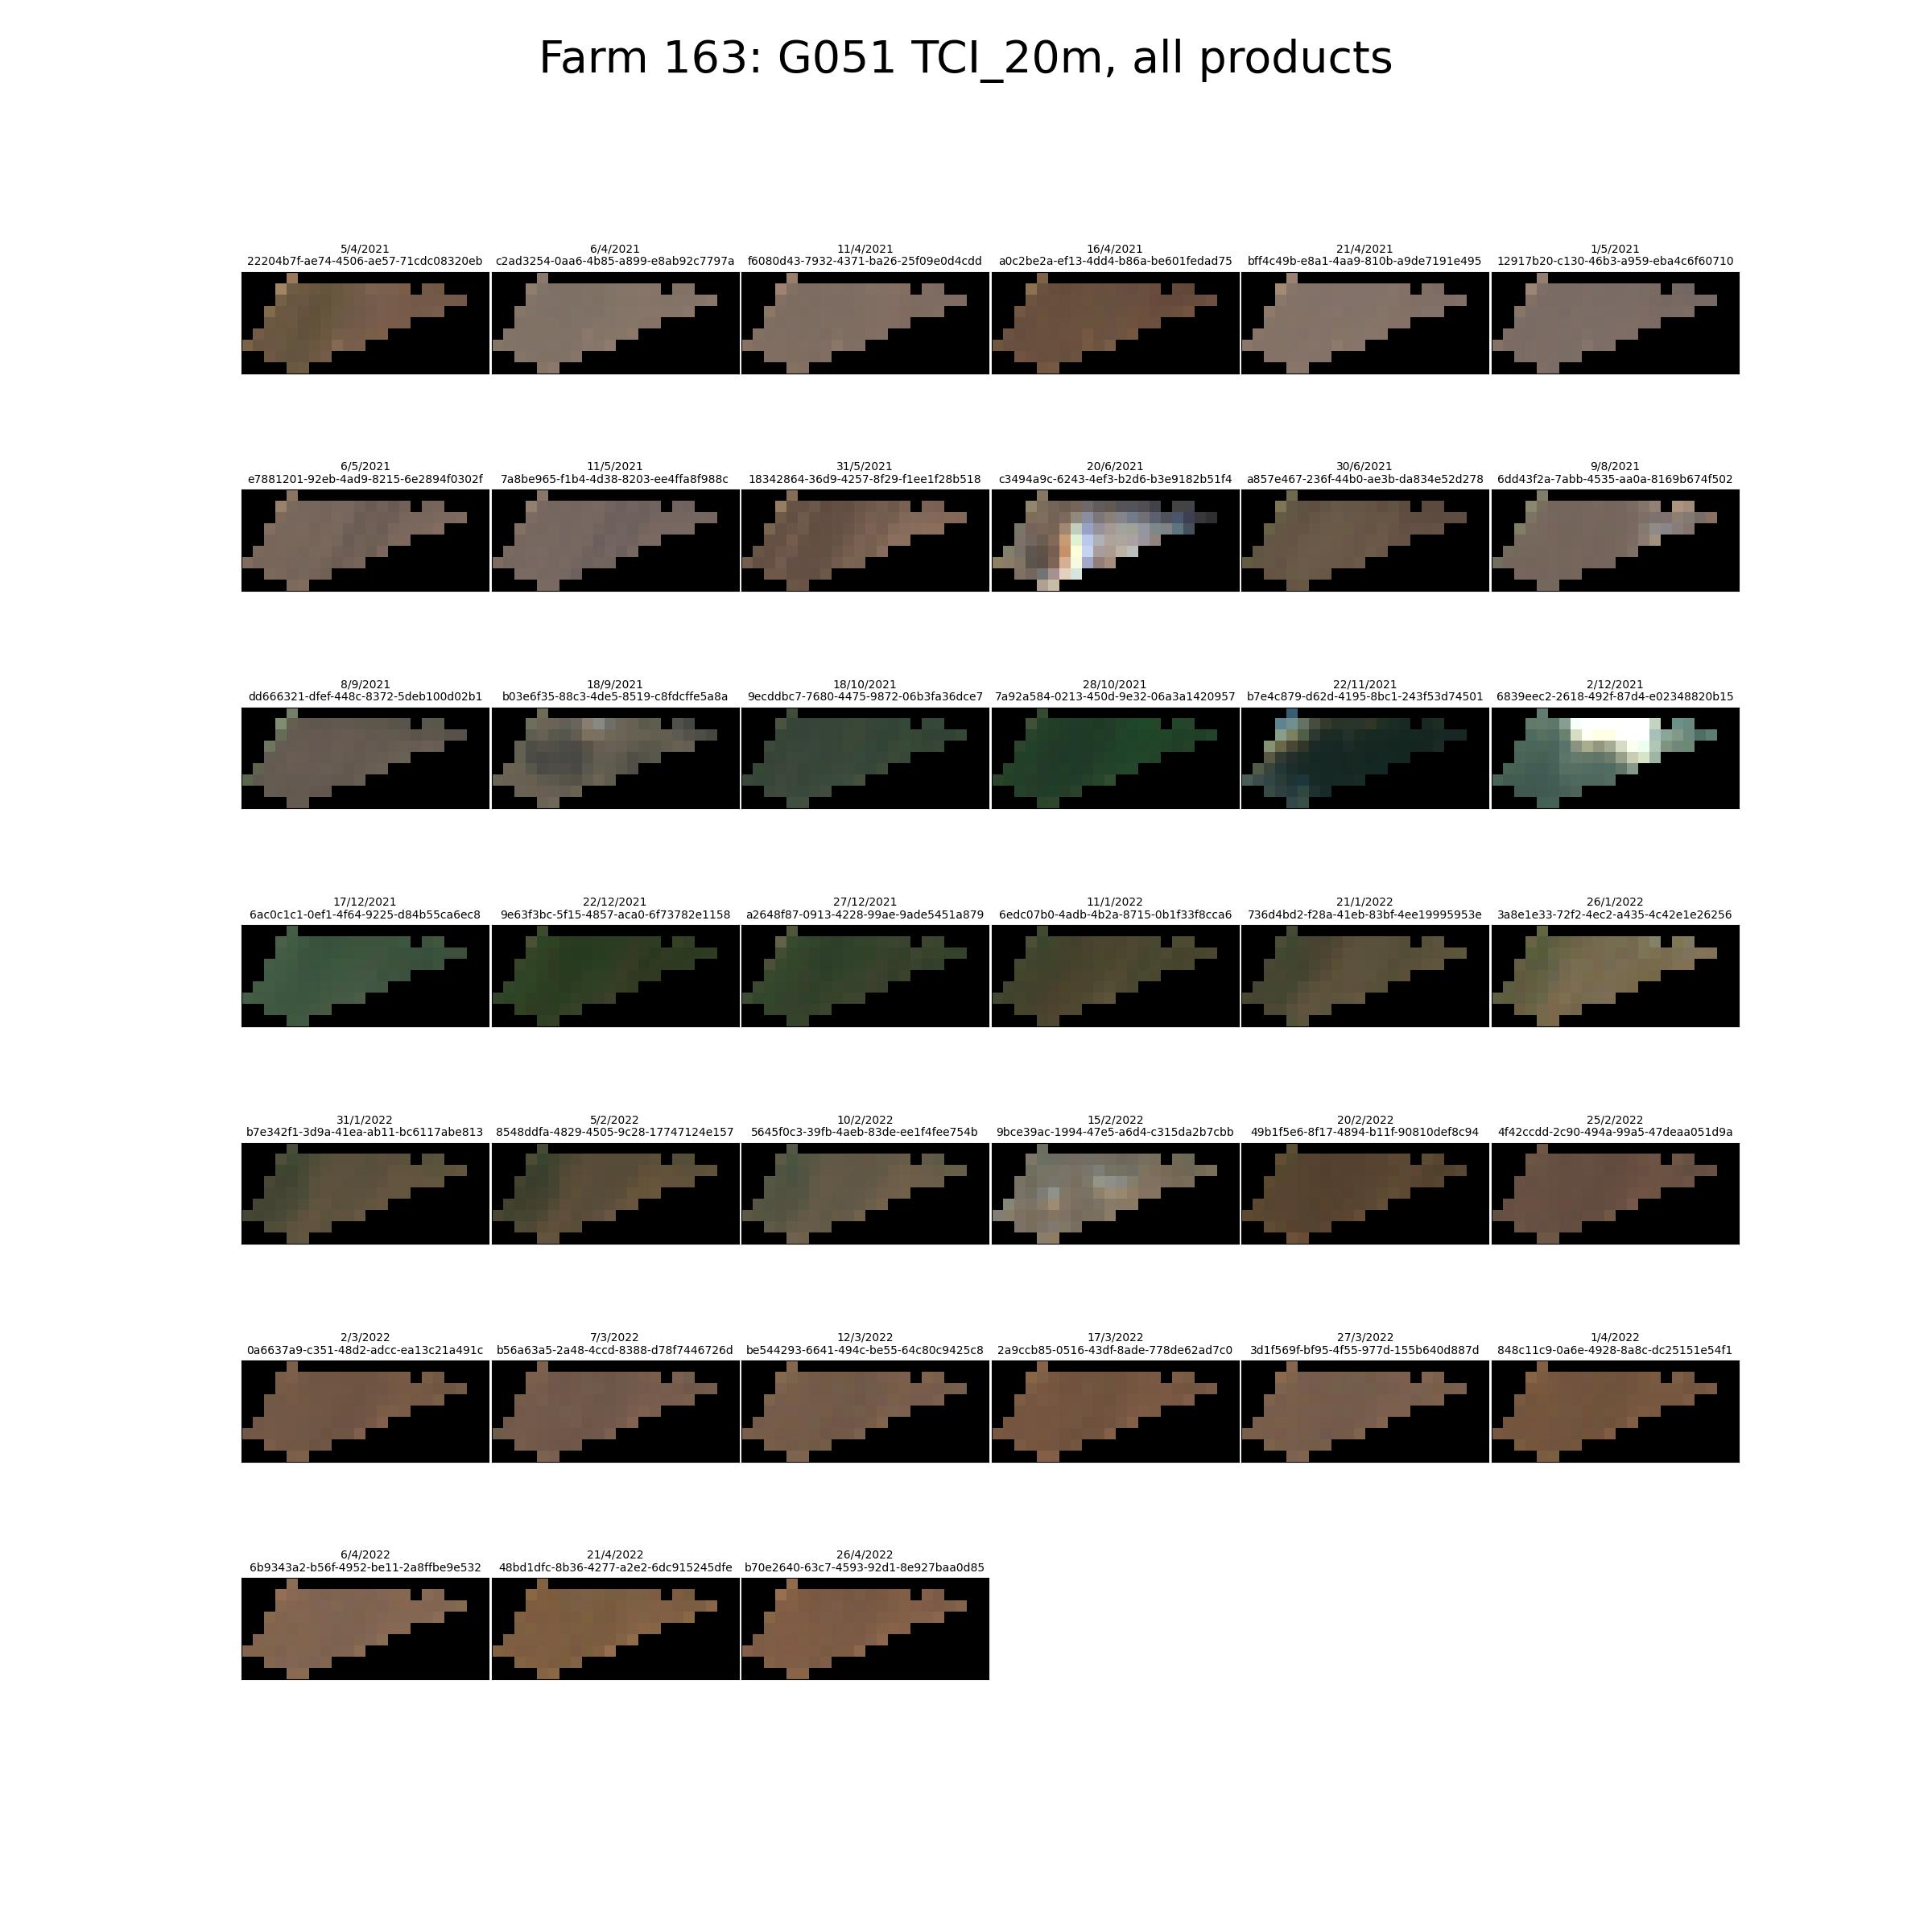 Farm 163: G051 TCI_20m, all products
5/4/2021
22204b7f-ae74-4506-ae57-71cdc08320eb
6/4/2021
c2ad3254-0aa6-4b85-a899-e8ab92c7797a
11/4/2021
f6080d43-7932-4371-ba26-25f09e0d4cdd
16/4/2021
a0c2be2a-ef13-4dd4-b86a-be601fedad75
21/4/2021
bff4c49b-e8a1-4aa9-810b-a9de7191e495
1/5/2021
12917b20-c130-46b3-a959-eba4c6f60710
6/5/2021
e7881201-92eb-4ad9-8215-6e2894f0302f
11/5/2021
7a8be965-f1b4-4d38-8203-ee4ffa8f988c
31/5/2021
18342864-36d9-4257-8f29-f1ee1f28b518
20/6/2021
c3494a9c-6243-4ef3-b2d6-b3e9182b51f4
30/6/2021
a857e467-236f-44b0-ae3b-da834e52d278
9/8/2021
6dd43f2a-7abb-4535-aa0a-8169b674f502
8/9/2021
dd666321-dfef-448c-8372-5deb100d02b1
18/9/2021
b03e6f35-88c3-4de5-8519-c8fdcffe5a8a
18/10/2021
9ecddbc7-7680-4475-9872-06b3fa36dce7
28/10/2021
7a92a584-0213-450d-9e32-06a3a1420957
22/11/2021
b7e4c879-d62d-4195-8bc1-243f53d74501
2/12/2021
6839eec2-2618-492f-87d4-e02348820b15
17/12/2021
6ac0c1c1-0ef1-4f64-9225-d84b55ca6ec8
22/12/2021
9e63f3bc-5f15-4857-aca0-6f73782e1158
27/12/2021
a2648f87-0913-4228-99ae-9ade5451a879
11/1/2022
6edc07b0-4adb-4b2a-8715-0b1f33f8cca6
21/1/2022
736d4bd2-f28a-41eb-83bf-4ee19995953e
26/1/2022
3a8e1e33-72f2-4ec2-a435-4c42e1e26256
31/1/2022
b7e342f1-3d9a-41ea-ab11-bc6117abe813
5/2/2022
8548ddfa-4829-4505-9c28-17747124e157
10/2/2022
5645f0c3-39fb-4aeb-83de-ee1f4fee754b
15/2/2022
9bce39ac-1994-47e5-a6d4-c315da2b7cbb
20/2/2022
49b1f5e6-8f17-4894-b11f-90810def8c94
25/2/2022
4f42ccdd-2c90-494a-99a5-47deaa051d9a
2/3/2022
0a6637a9-c351-48d2-adcc-ea13c21a491c
7/3/2022
b56a63a5-2a48-4ccd-8388-d78f7446726d
12/3/2022
be544293-6641-494c-be55-64c80c9425c8
17/3/2022
2a9ccb85-0516-43df-8ade-778de62ad7c0
27/3/2022
3d1f569f-bf95-4f55-977d-155b640d887d
1/4/2022
848c11c9-0a6e-4928-8a8c-dc25151e54f1
6/4/2022
6b9343a2-b56f-4952-be11-2a8ffbe9e532
21/4/2022
48bd1dfc-8b36-4277-a2e2-6dc915245dfe
26/4/2022
b70e2640-63c7-4593-92d1-8e927baa0d85